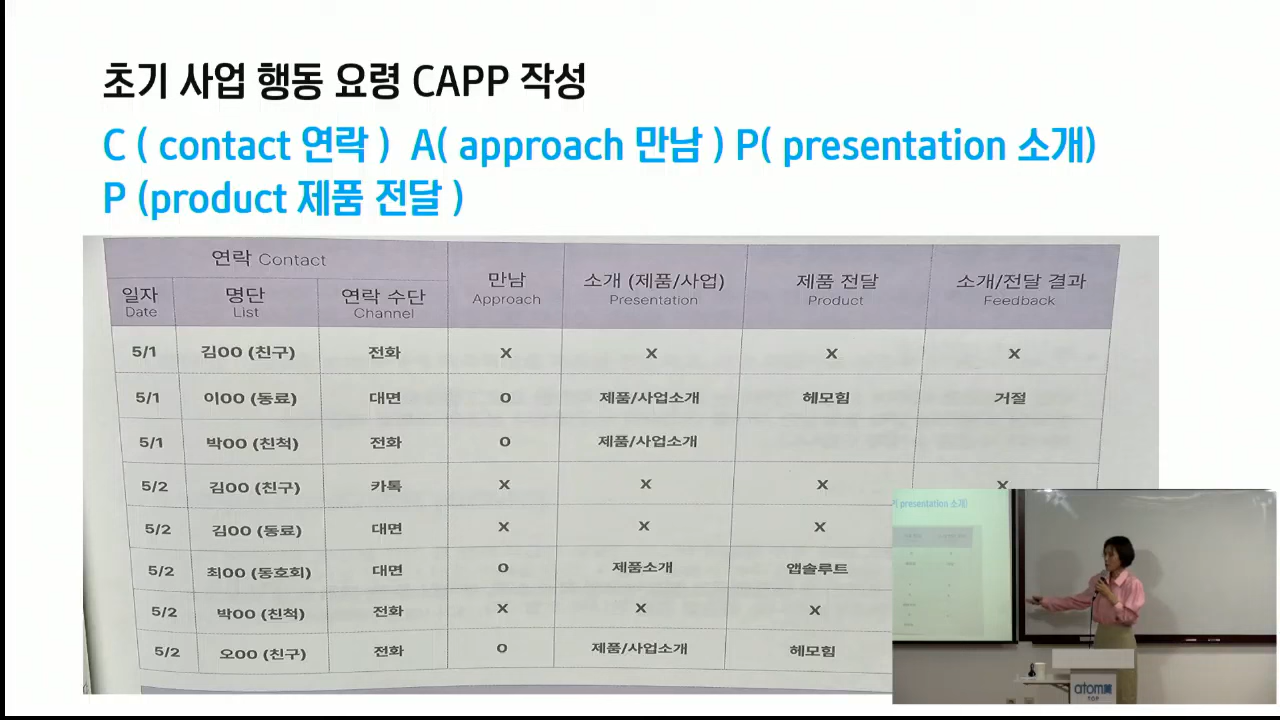 초기 사업 행동 요령 CAPP 작성
C ( contact 연락 ) A( approach 만남 ) P( presentation 소개)
P (product 제품 전달 )
연락 Contact
만남 소개 (제품/사업) 제품 전달 소개/전달 결과
Approach Presentation Product Feedback
일자 명단 연락 수단
Date List Channel
5/1 김OO (친구) 전화 X X X X
5/1 이OO (동료) 대면 O 제품/사업소개 헤모힘 거절
5/1 박OO (친척) 전화 O 제품/사업소개
5/2 김OO (친구) 카톡 X X X X
5/2 김OO (동료) 대면 X X X
5/2 최OO (동호회) 대면 O 제품소개 앱솔루트
5/2 박OO (친척) 전화 X X X
5/2 오OO (친구) 전화 O 제품/사업소개 헤모힘
P( presentation 소개)
atom美
TOP